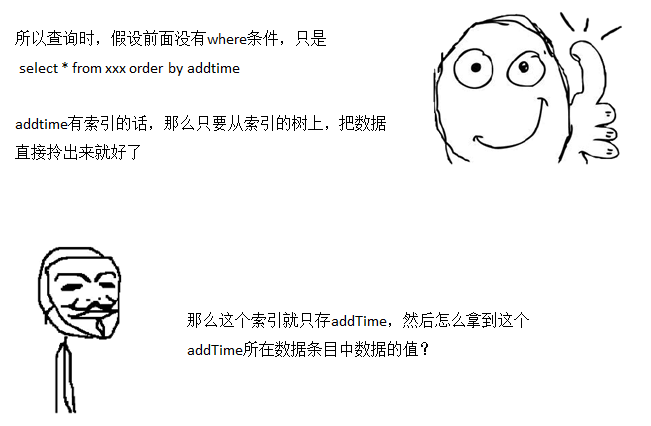 所以查询时，假设前面没有where条件，只是
select * from xxx order by addtime
addtime有索引的话，那么只要从索引的树上，把数据
直接拎出来就好了
那么这个索引就只存addTime，然后怎么拿到这个
addTime所在数据条目中数据的值？